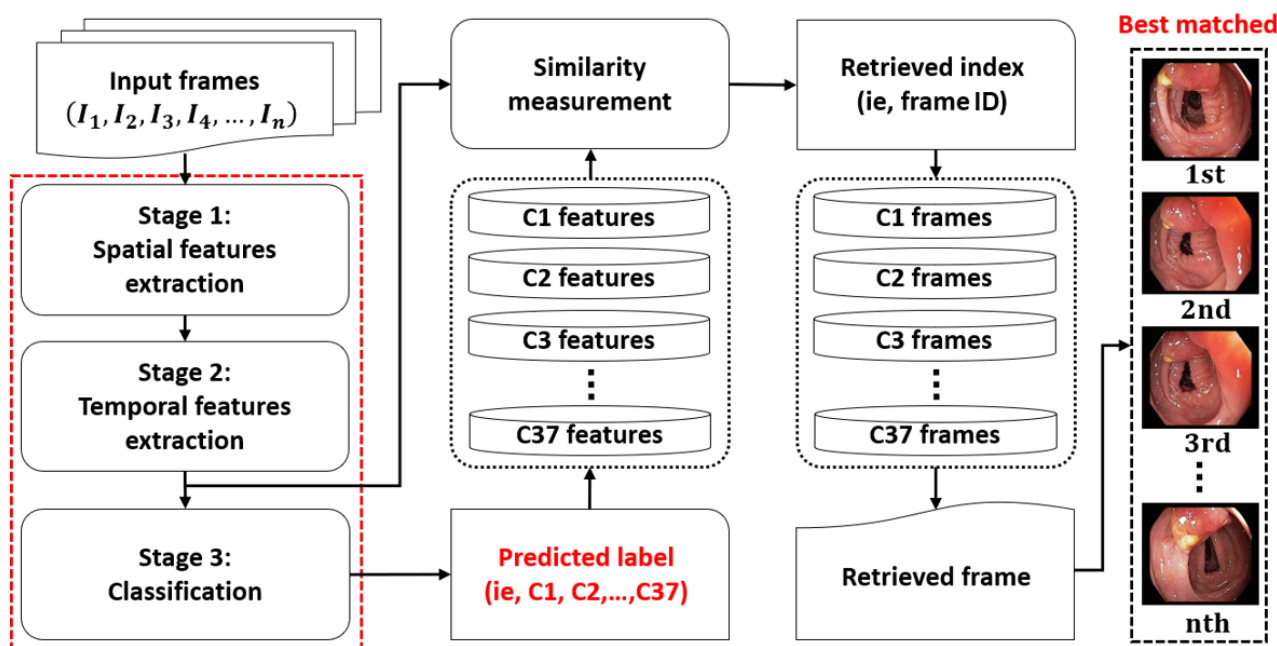 Input frames
(I₁, I₂, I₃, I₄, …, Iₙ)
Stage 1:
Spatial features
extraction
Stage 2:
Temporal features
extraction
Stage 3:
Classification
Similarity
measurement
C1 features
C2 features
C3 features
⋮
C37 features
Predicted label
(ie, C1, C2,...,C37)
Retrieved index
(ie, frame ID)
C1 frames
C2 frames
C3 frames
⋮
C37 frames
Retrieved frame
Best matched
1st
2nd
3rd
⋮
nth